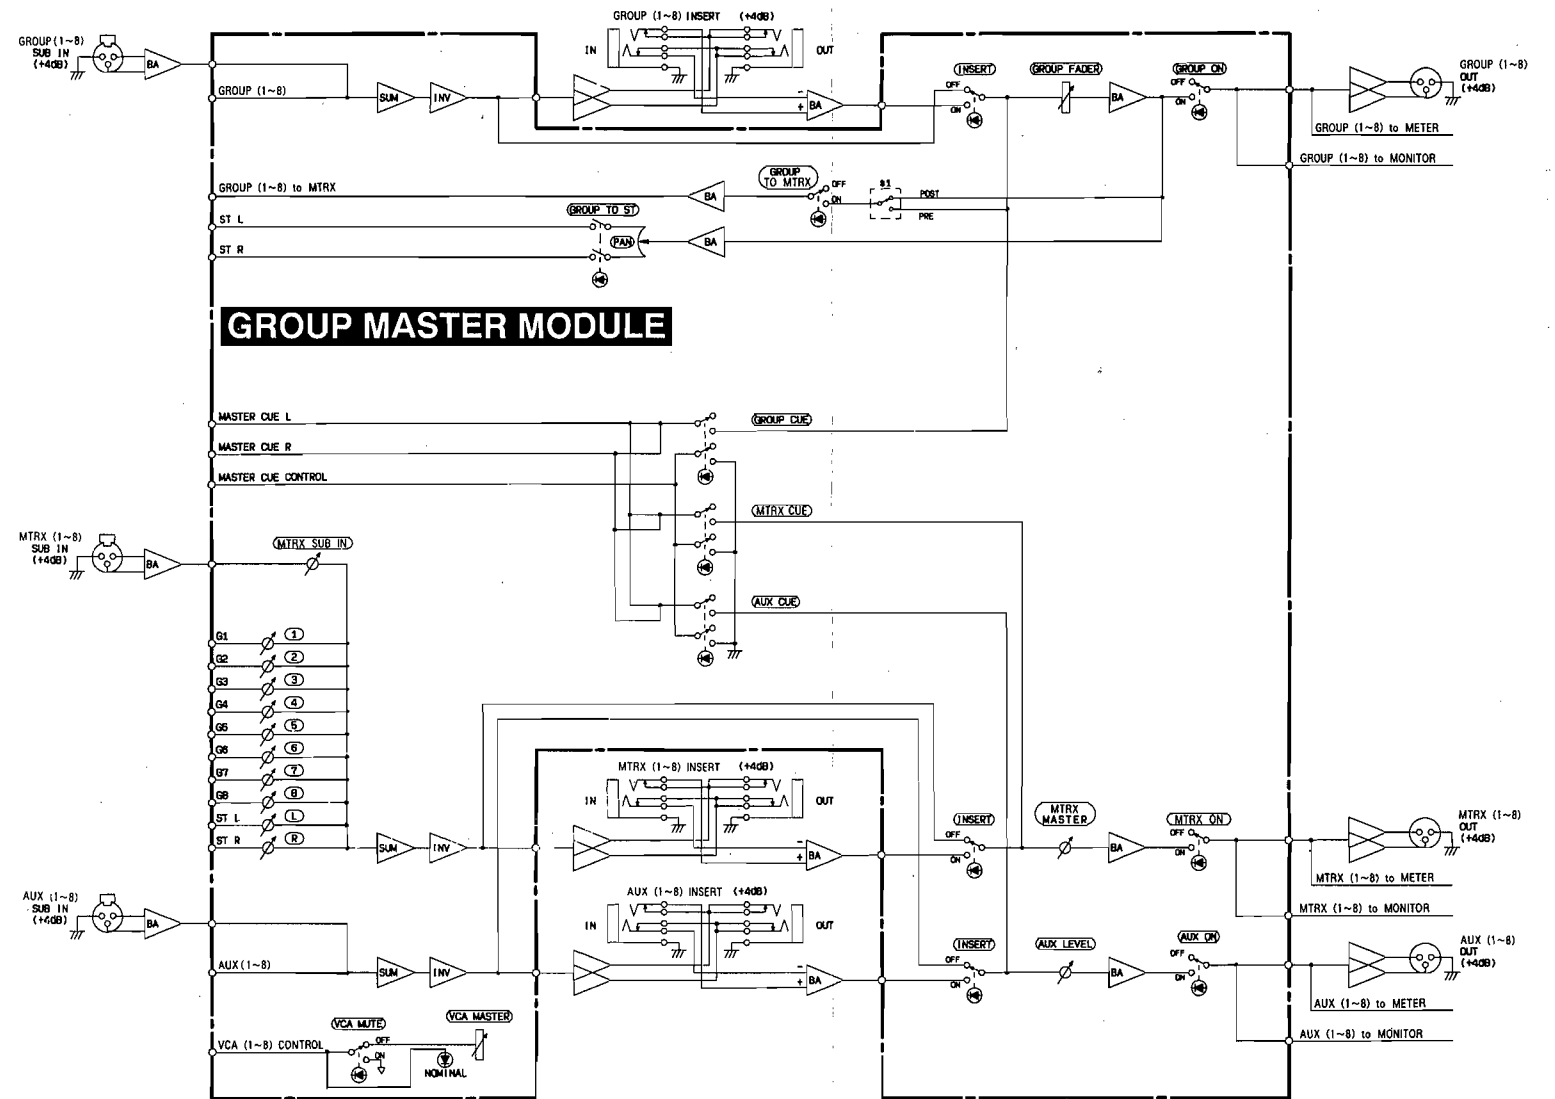 GROUP (1~8) INSERT (+4dB)
GROUP (1~8)
SUB IN
(+4dB)
BA
IN
OUT
GROUP (1~8)
SUM
INV
-
+
BA
INSERT
OFF
ON
GROUP FADER
BA
GROUP ON
OFF
ON
GROUP (1~8)
OUT
(+4dB)
GROUP (1~8) to METER
GROUP (1~8) to MONITOR
GROUP (1~8) to MTRX
BA
GROUP
TO MTRX
OFF
ON
POST
PRE
ST L
GROUP TO ST
PAN
BA
ST R
GROUP MASTER MODULE
MASTER CUE L
GROUP CUE
MASTER CUE R
MASTER CUE CONTROL
MTRX CUE
MTRX (1~8)
SUB IN
(+4dB)
BA
MTRX SUB IN
AUX CUE
G1
1
G2
2
G3
3
G4
4
G5
5
G6
6
G7
7
G8
8
ST L
L
ST R
R
SUM
INV
MTRX (1~8) INSERT (+4dB)
IN
OUT
-
+
BA
INSERT
OFF
ON
MTRX
MASTER
BA
MTRX ON
OFF
ON
MTRX (1~8)
OUT
(+4dB)
MTRX (1~8) to METER
MTRX (1~8) to MONITOR
AUX (1~8)
SUB IN
(+4dB)
BA
AUX (1~8) INSERT (+4dB)
IN
OUT
AUX(1~8)
SUM
INV
-
+
BA
INSERT
OFF
ON
AUX LEVEL
BA
AUX ON
OFF
ON
AUX (1~8)
OUT
(+4dB)
AUX (1~8) to METER
AUX (1~8) to MONITOR
VCA (1~8) CONTROL
VCA MUTE
OFF
ON
VCA MASTER
NOMINAL